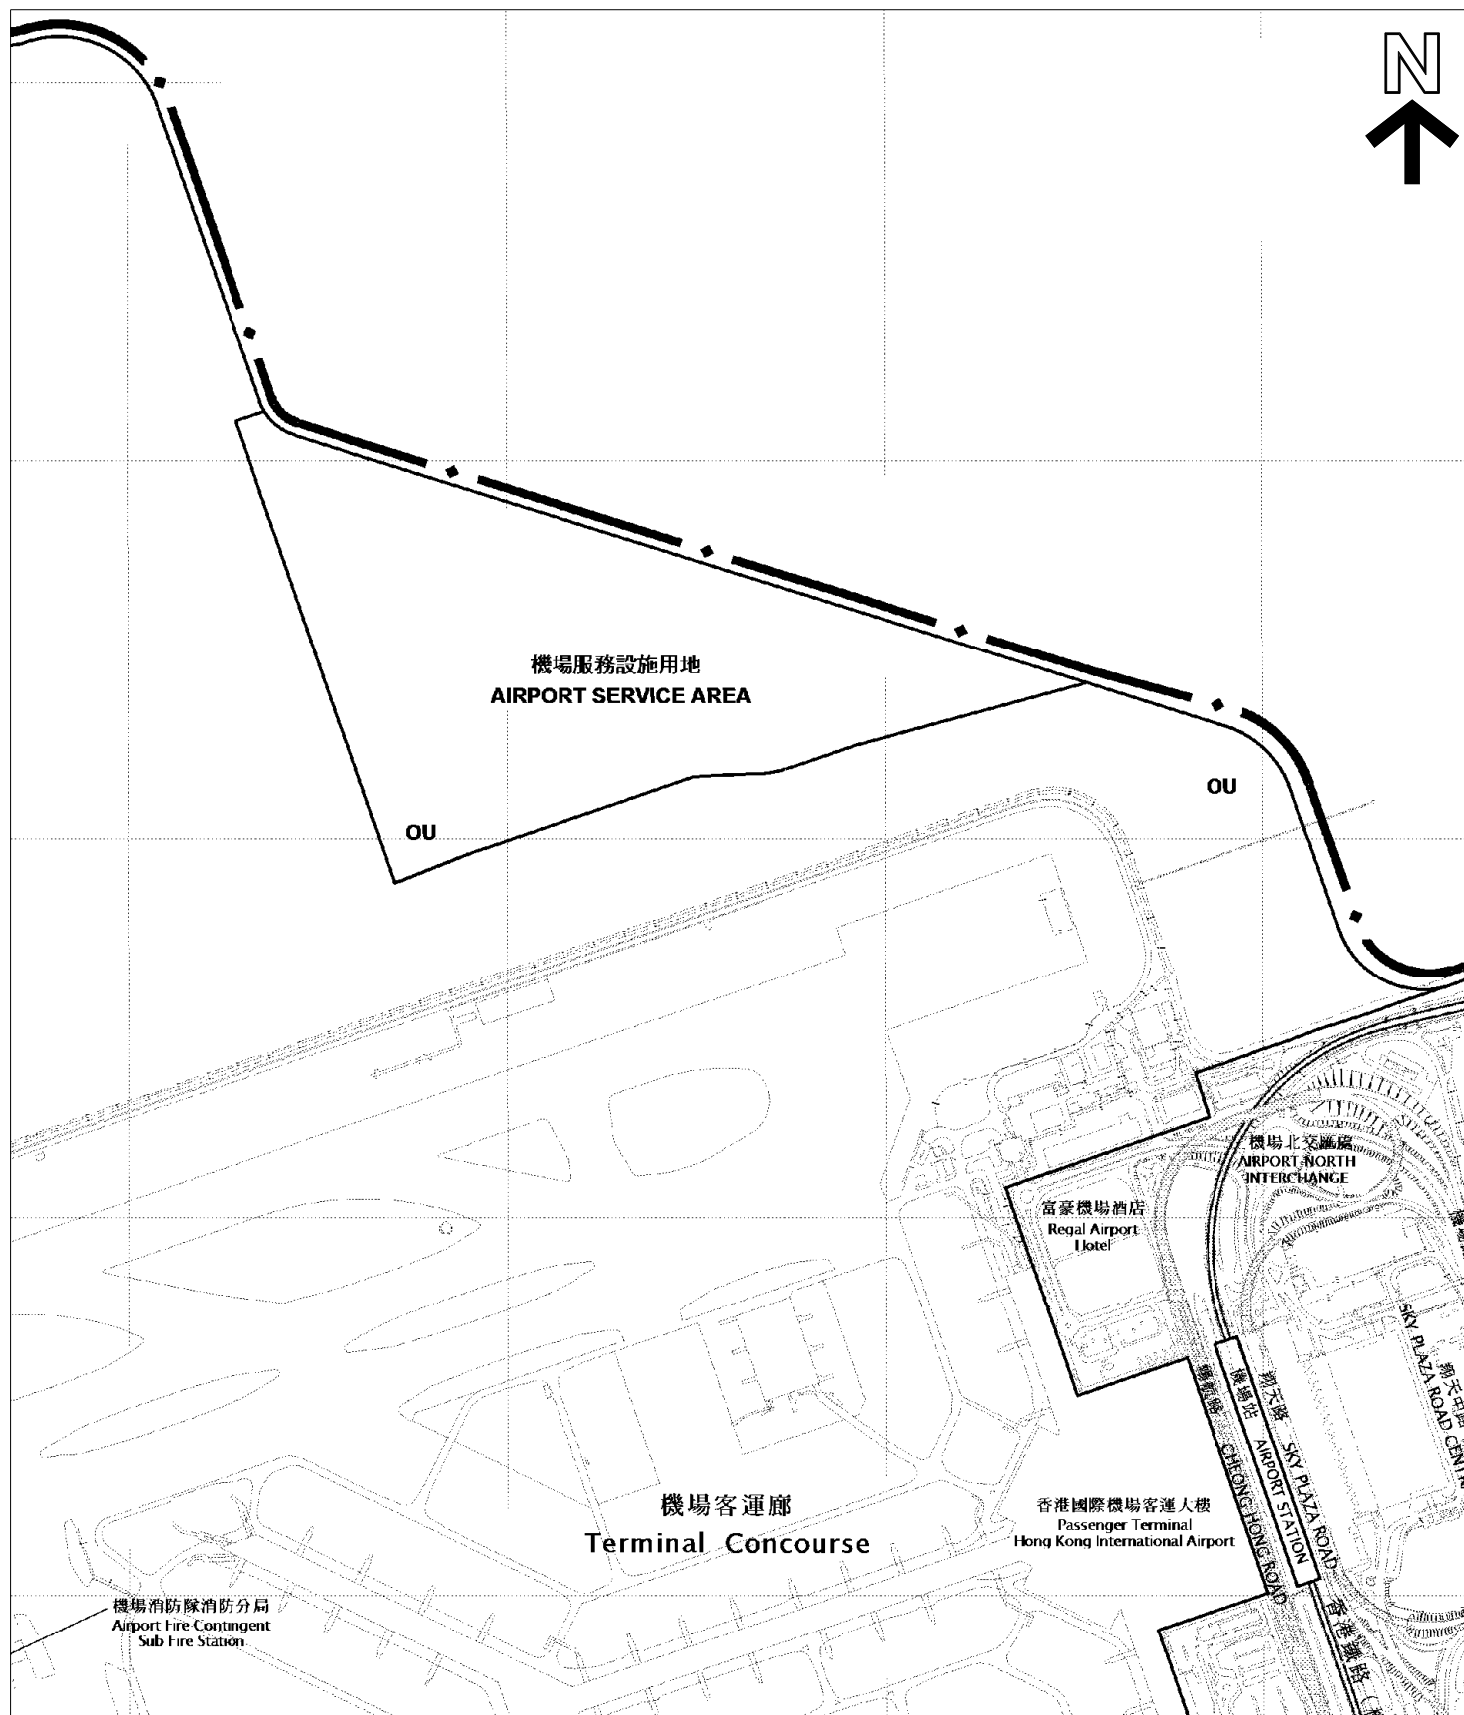 N
機場服務設施用地
AIRPORT SERVICE AREA
OU
OU
機場北交匯處
AIRPORT NORTH
INTERCHANGE
富豪機場酒店
Regal Airport
Hotel
SKY PLAZA ROAD
翔天路
機場站
AIRPORT STATION
CHEONG HONG ROAD
SKY PLAZA ROAD
機場客運廊
Terminal Concourse
香港國際機場客運大樓
Passenger Terminal
Hong Kong International Airport
機場消防隊消防分局
Airport Fire Contingent
Sub Fire Station
香港鐵路